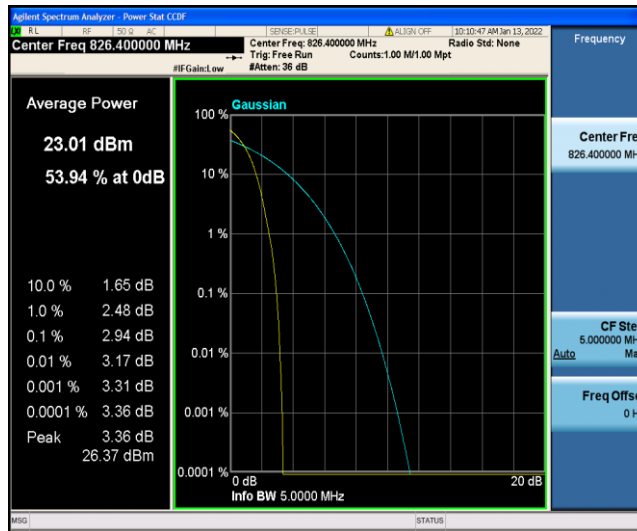 Agilent Spectrum Analyzer - Power Stat CCDF
RL RF 50 Ω AC SENSE:PULSE ALIGN OFF 10:10:47 AM Jan 13, 2022
Center Freq 826.400000 MHz
Center Freq: 826.400000 MHz Radio Std: None
Trig: Free Run Counts:1.00 M/1.00 Mpt
#IFGain:Low #Atten: 36 dB
Frequency
Average Power
23.01 dBm
53.94 % at 0dB
10.0 % 1.65 dB
1.0 % 2.48 dB
0.1 % 2.94 dB
0.01 % 3.17 dB
0.001 % 3.31 dB
0.0001 % 3.36 dB
Peak 3.36 dB
26.37 dBm
Gaussian
100 %
10 %
1 %
0.1 %
0.01 %
0.001 %
0.0001 %
0 dB 20 dB
Info BW 5.0000 MHz
Center Fre
826.400000 MH
CF Ste
5.000000 MH
Auto Ma
Freq Offse
0 H
MSG STATUS